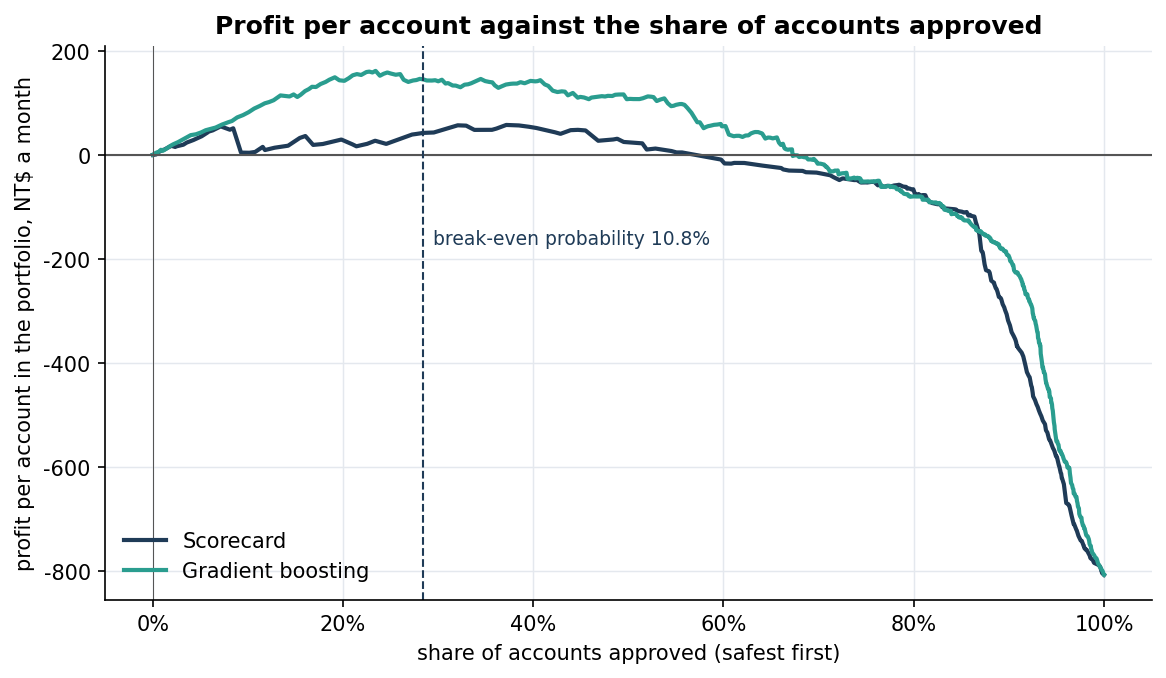 Profit per account against the share of accounts approved
profit per account in the portfolio, NT$ a month
200
0
-200
-400
-600
-800
break-even probability 10.8%
Scorecard
Gradient boosting
0%
20%
40%
60%
80%
100%
share of accounts approved (safest first)